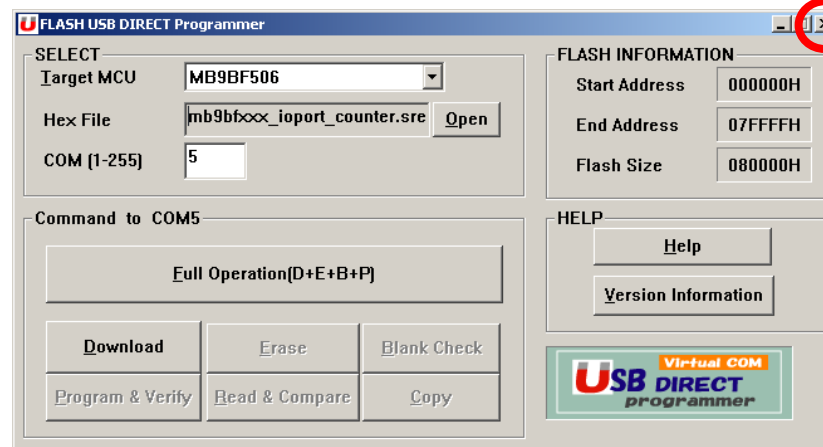 FLASH USB DIRECT Programmer
SELECT
Target MCU MB9BF506
Hex File mb9bfxxx_ioport_counter.sre Open
COM (1-255) 5
FLASH INFORMATION
Start Address 000000H
End Address 07FFFFH
Flash Size 080000H
Command to COM5
Full Operation(D+E+B+P)
Download Erase Blank Check
Program & Verify Read & Compare Copy
HELP
Help
Version Information
Virtual COM
USB DIRECT
programmer